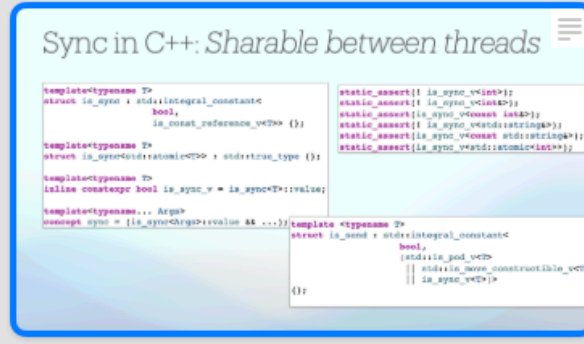 Sync in C++: Sharable between threads
template<typename T>
struct is_sync : std::integral_constant<
bool,
is_const_reference_v<T>> {};
template<typename T>
struct is_sync<std::atomic<T>> : std::true_type {};
template<typename T>
inline constexpr bool is_sync_v = is_sync<T>::value;
template<typename... Args>
concept sync = (is_sync<Args>::value && ...);
static_assert(! is_sync_v<int>);
static_assert(! is_sync_v<int&>);
static_assert(is_sync_v<const int&>);
static_assert(! is_sync_v<std::string&>);
static_assert(is_sync_v<const std::string&>);
static_assert(is_sync_v<std::atomic<int>>);
template <typename T>
struct is_send : std::integral_constant<
bool,
(std::is_pod_v<T>
|| std::is_move_constructible_v<T
|| is_sync_v<T>)>
{};